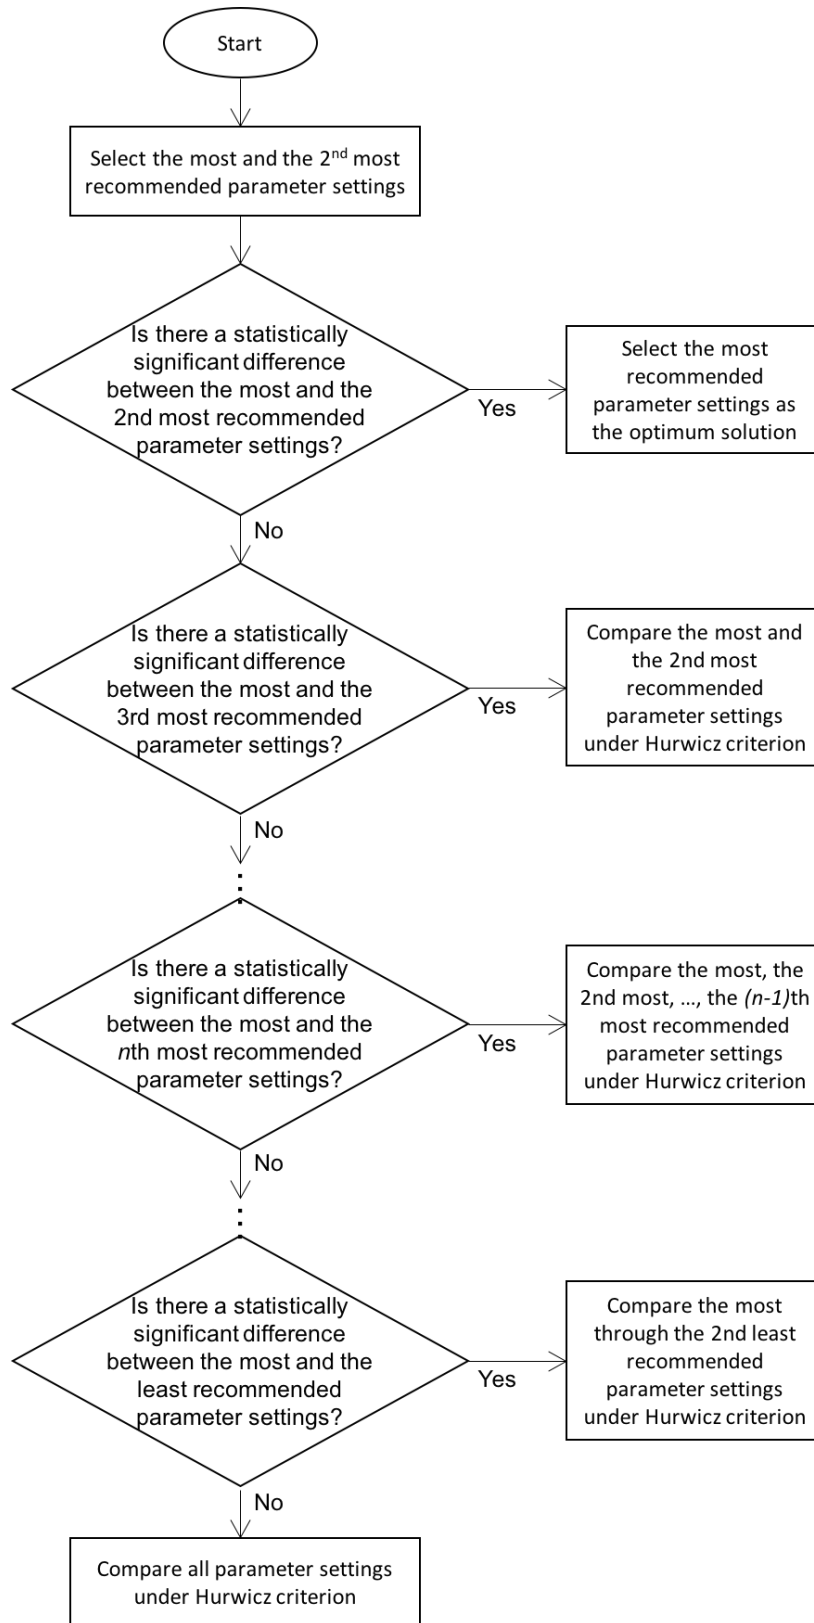 Start
Select the most and the 2nd most
recommended parameter settings
Is there a statistically
significant difference
between the most and the
2nd most recommended
parameter settings?
Yes
Select the most
recommended
parameter settings as
the optimum solution
No
Is there a statistically
significant difference
between the most and the
3rd most recommended
parameter settings?
Yes
Compare the most and
the 2nd most
recommended
parameter settings
under Hurwicz criterion
No
Is there a statistically
significant difference
between the most and the
nth most recommended
parameter settings?
Yes
Compare the most, the
2nd most, ..., the (n-1)th
most recommended
parameter settings
under Hurwicz criterion
No
Is there a statistically
significant difference
between the most and the
least recommended
parameter settings?
Yes
Compare the most
through the 2nd least
recommended
parameter settings
under Hurwicz criterion
No
Compare all parameter settings
under Hurwicz criterion